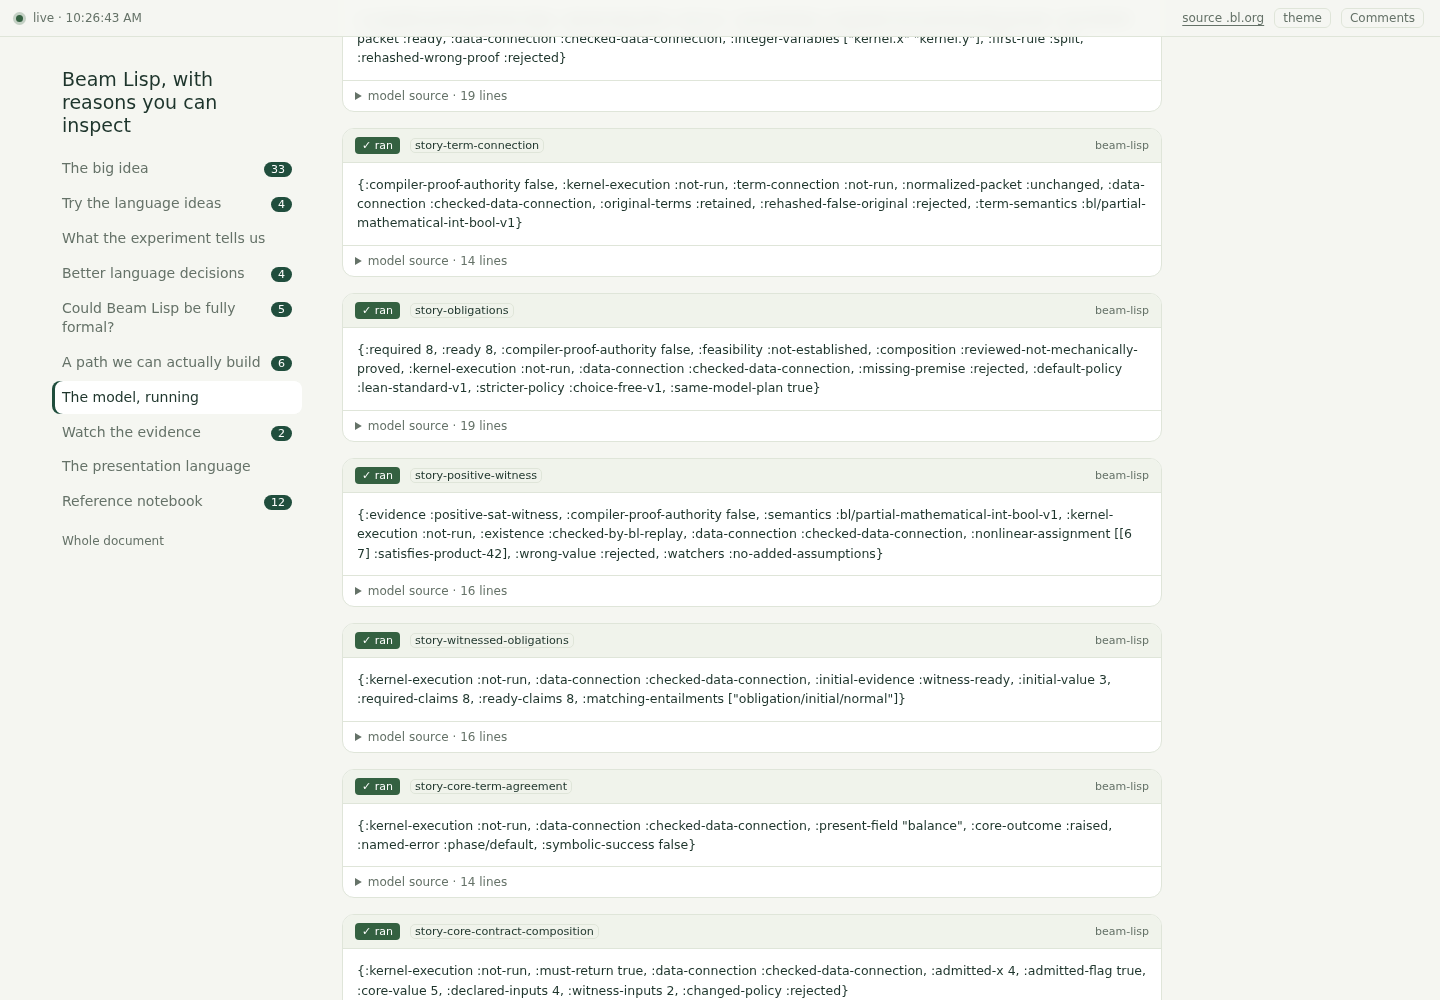 live · 10:26:43 AM
source .bl.org
theme
Comments
Beam Lisp, with
reasons you can
inspect
The big idea 33
Try the language ideas 4
What the experiment tells us
Better language decisions 4
Could Beam Lisp be fully 5
formal?
A path we can actually build 6
The model, running
Watch the evidence 2
The presentation language
Reference notebook 12
Whole document
packet :ready, :data-connection :checked-data-connection, :integer-variables ["kernel.x" "kernel.y"], :first-rule :split,
:rehashed-wrong-proof :rejected}
▶ model source · 19 lines
✓ ran story-term-connection beam-lisp
{:compiler-proof-authority false, :kernel-execution :not-run, :term-connection :not-run, :normalized-packet :unchanged, :data-
connection :checked-data-connection, :original-terms :retained, :rehashed-false-original :rejected, :term-semantics :bl/partial-
mathematical-int-bool-v1}
▶ model source · 14 lines
✓ ran story-obligations beam-lisp
{:required 8, :ready 8, :compiler-proof-authority false, :feasibility :not-established, :composition :reviewed-not-mechanically-
proved, :kernel-execution :not-run, :data-connection :checked-data-connection, :missing-premise :rejected, :default-policy
:lean-standard-v1, :stricter-policy :choice-free-v1, :same-model-plan true}
▶ model source · 19 lines
✓ ran story-positive-witness beam-lisp
{:evidence :positive-sat-witness, :compiler-proof-authority false, :semantics :bl/partial-mathematical-int-bool-v1, :kernel-
execution :not-run, :existence :checked-by-bl-replay, :data-connection :checked-data-connection, :nonlinear-assignment [[6
7] :satisfies-product-42], :wrong-value :rejected, :watchers :no-added-assumptions}
▶ model source · 16 lines
✓ ran story-witnessed-obligations beam-lisp
{:kernel-execution :not-run, :data-connection :checked-data-connection, :initial-evidence :witness-ready, :initial-value 3,
:required-claims 8, :ready-claims 8, :matching-entailments ["obligation/initial/normal"]}
▶ model source · 16 lines
✓ ran story-core-term-agreement beam-lisp
{:kernel-execution :not-run, :data-connection :checked-data-connection, :present-field "balance", :core-outcome :raised,
:named-error :phase/default, :symbolic-success false}
▶ model source · 14 lines
✓ ran story-core-contract-composition beam-lisp
{:kernel-execution :not-run, :must-return true, :data-connection :checked-data-connection, :admitted-x 4, :admitted-flag true,
:core-value 5, :declared-inputs 4, :witness-inputs 2, :changed-policy :rejected}